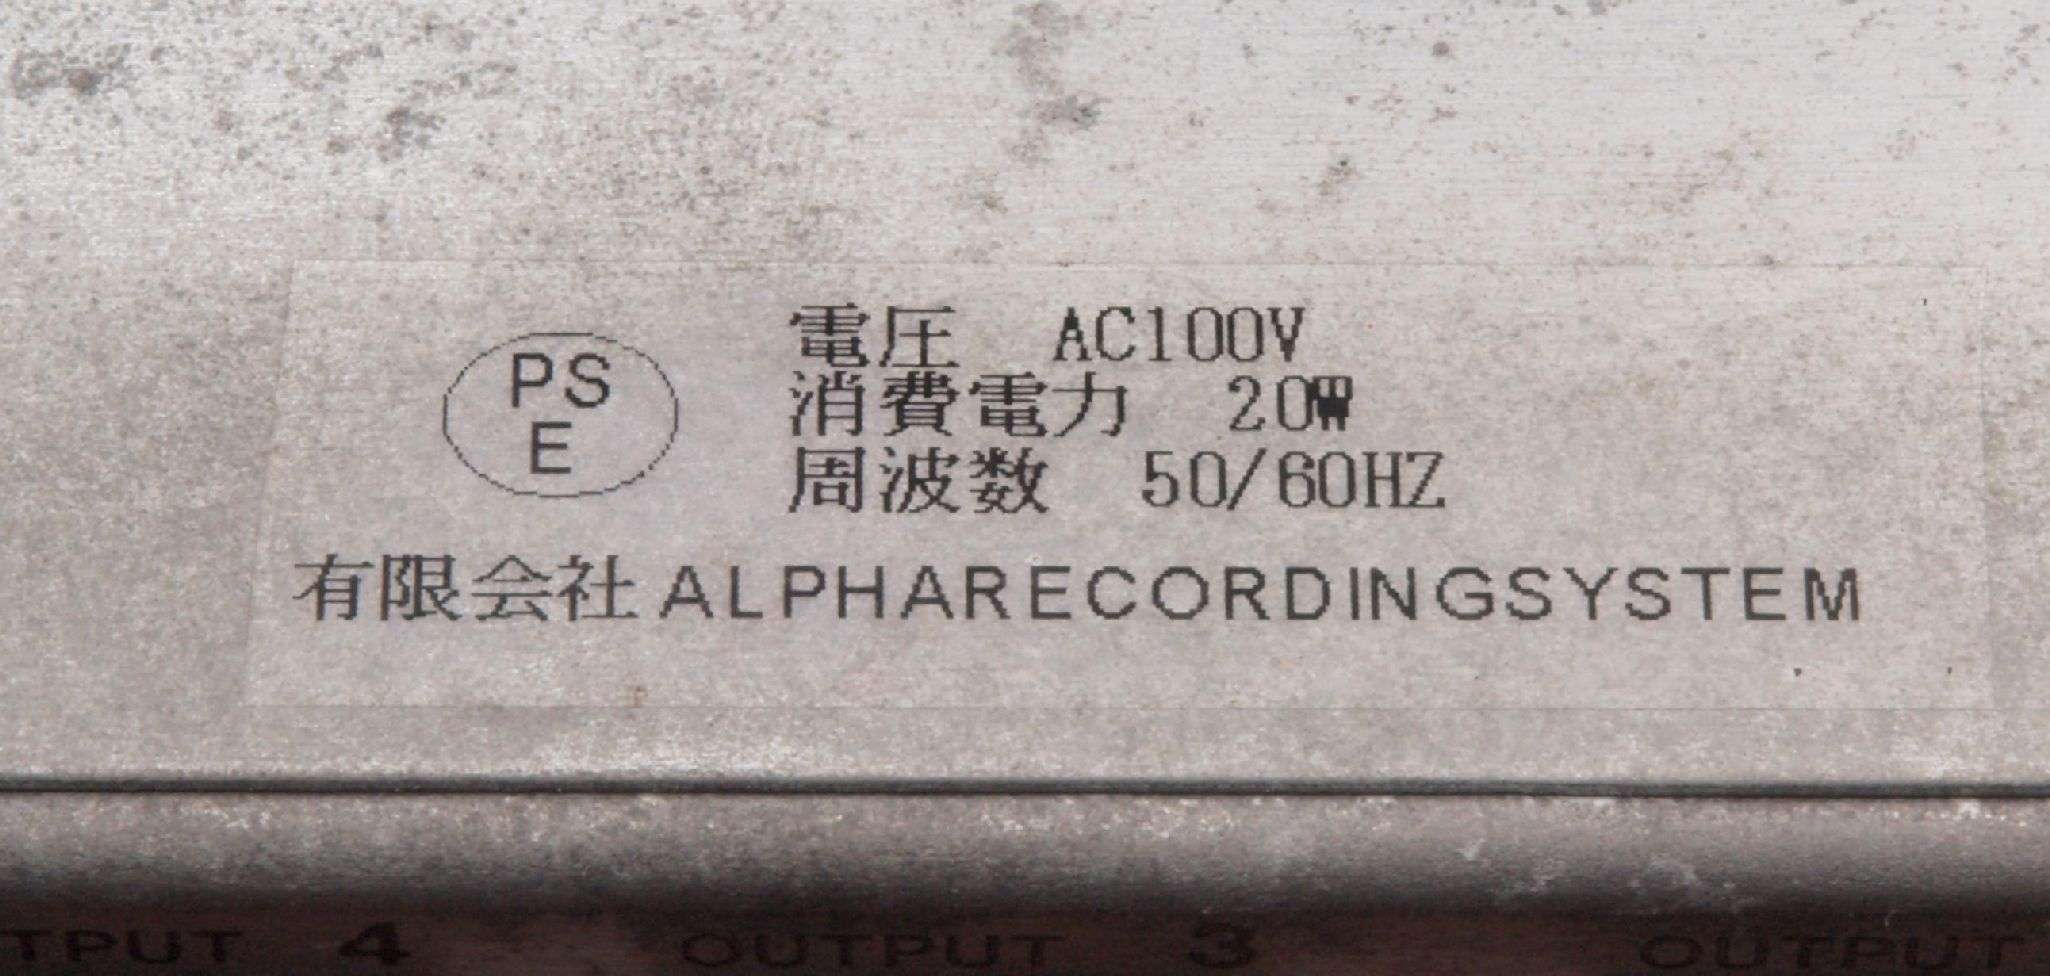 PS
E
電圧　AC100V
消費電力　20W
周波数　50/60HZ
有限会社ALPHARECORDINGSYSTEM
TPUT 4 OUTPUT 3 OUTPUT